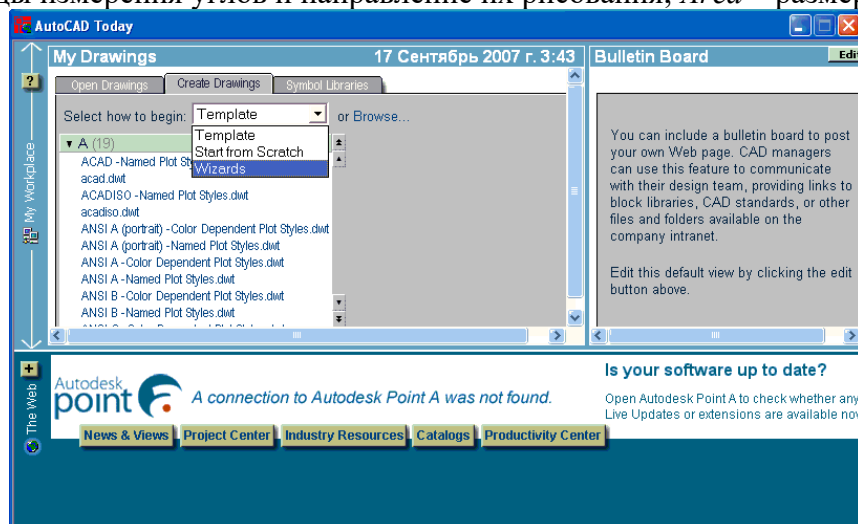 ды измерения углов и направление их рисования, Area – размер
AutoCAD Today
My Drawings 17 Сентябрь 2007 г. 3:43
Open Drawings Create Drawings Symbol Libraries
Select how to begin: Template or Browse...
Template
Start from Scratch
Wizards
A (19)
ACAD -Named Plot St
acad.dwt
ACADISO -Named Plot Styles.dwt
acadiso.dwt
ANSI A (portrait) -Color Dependent Plot Styles.dwt
ANSI A (portrait) -Named Plot Styles.dwt
ANSI A -Color Dependent Plot Styles.dwt
ANSI A -Named Plot Styles.dwt
ANSI B -Color Dependent Plot Styles.dwt
ANSI B -Named Plot Styles.dwt
My Workplace
Bulletin Board Edit
You can include a bulletin board to post
your own Web page. CAD managers
can use this feature to communicate
with their design team, providing links to
block libraries, CAD standards, or other
files and folders available on the
company intranet.
Edit this default view by clicking the edit
button above.
The Web
Autodesk
point
A connection to Autodesk Point A was not found.
News & Views Project Center Industry Resources Catalogs Productivity Center
Is your software up to date?
Open Autodesk Point A to check whether any
Live Updates or extensions are available now